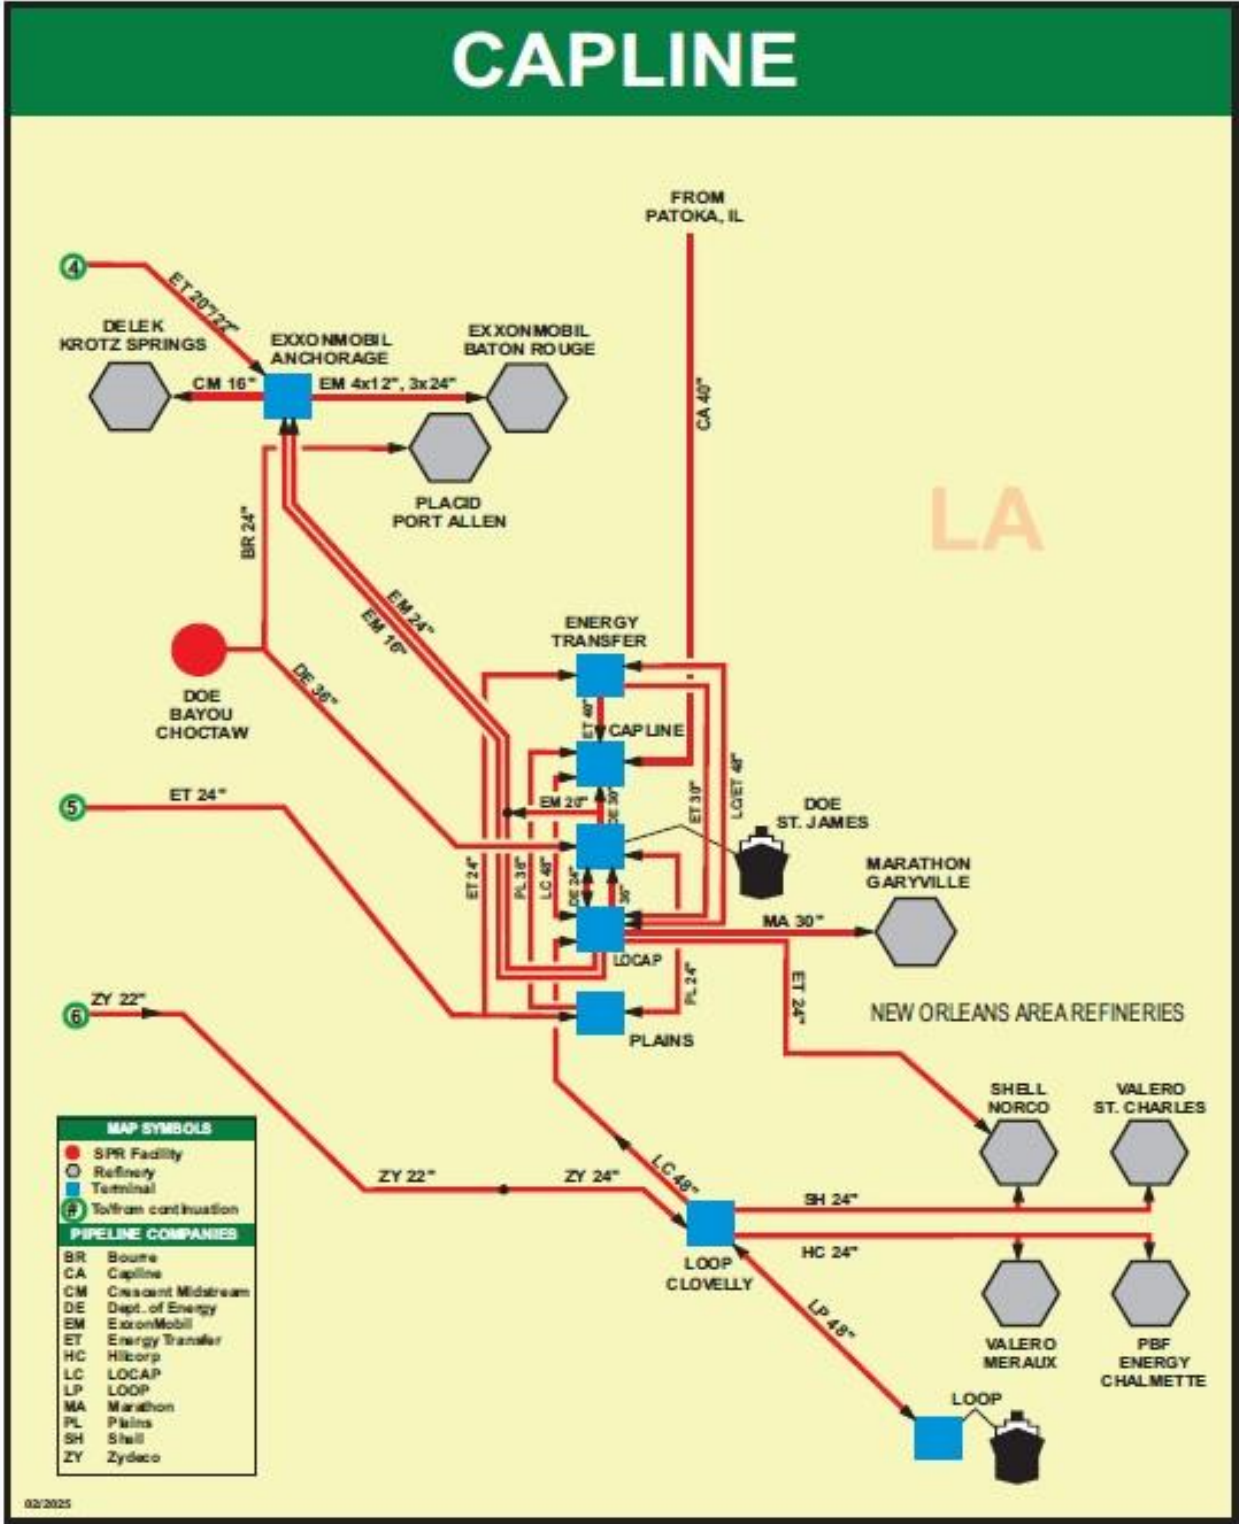 CAPLINE
FROM
PATOKA, IL
4
ET 20"/22"
DELEK
KROTZ SPRINGS
EXXONMOBIL
ANCHORAGE
EXXONMOBIL
BATON ROUGE
CM 16"
EM 4x12", 3x24"
CA 40"
PLACID
PORT ALLEN
LA
BR 24"
EM 24"
EM 16"
ENERGY
TRANSFER
DOE
BAYOU
CHOCTAW
DE 36"
ET 40"
CAPLINE
5
ET 24"
EM 20"
DE 30"
ET 30"
LC/ET 48"
DOE
ST. JAMES
MARATHON
GARYVILLE
ET 24"
PL 36"
LC 48"
DE 24"
36"
MA 30"
LOCAP
PL 24"
ET 24"
6
ZY 22"
NEW ORLEANS AREA REFINERIES
PLAINS
SHELL
NORCO
VALERO
ST. CHARLES
ZY 22"
ZY 24"
LC 48"
SH 24"
HC 24"
LOOP
CLOVELLY
LP 48"
VALERO
MERAUX
PBF
ENERGY
CHALMETTE
LOOP
MAP SYMBOLS
SPR Facility
Refinery
Terminal
# To/from continuation
PIPELINE COMPANIES
BR Bourre
CA Capline
CM Crescent Midstream
DE Dept. of Energy
EM ExxonMobil
ET Energy Transfer
HC Hilcorp
LC LOCAP
LP LOOP
MA Marathon
PL Plains
SH Shell
ZY Zydeco
02/2025